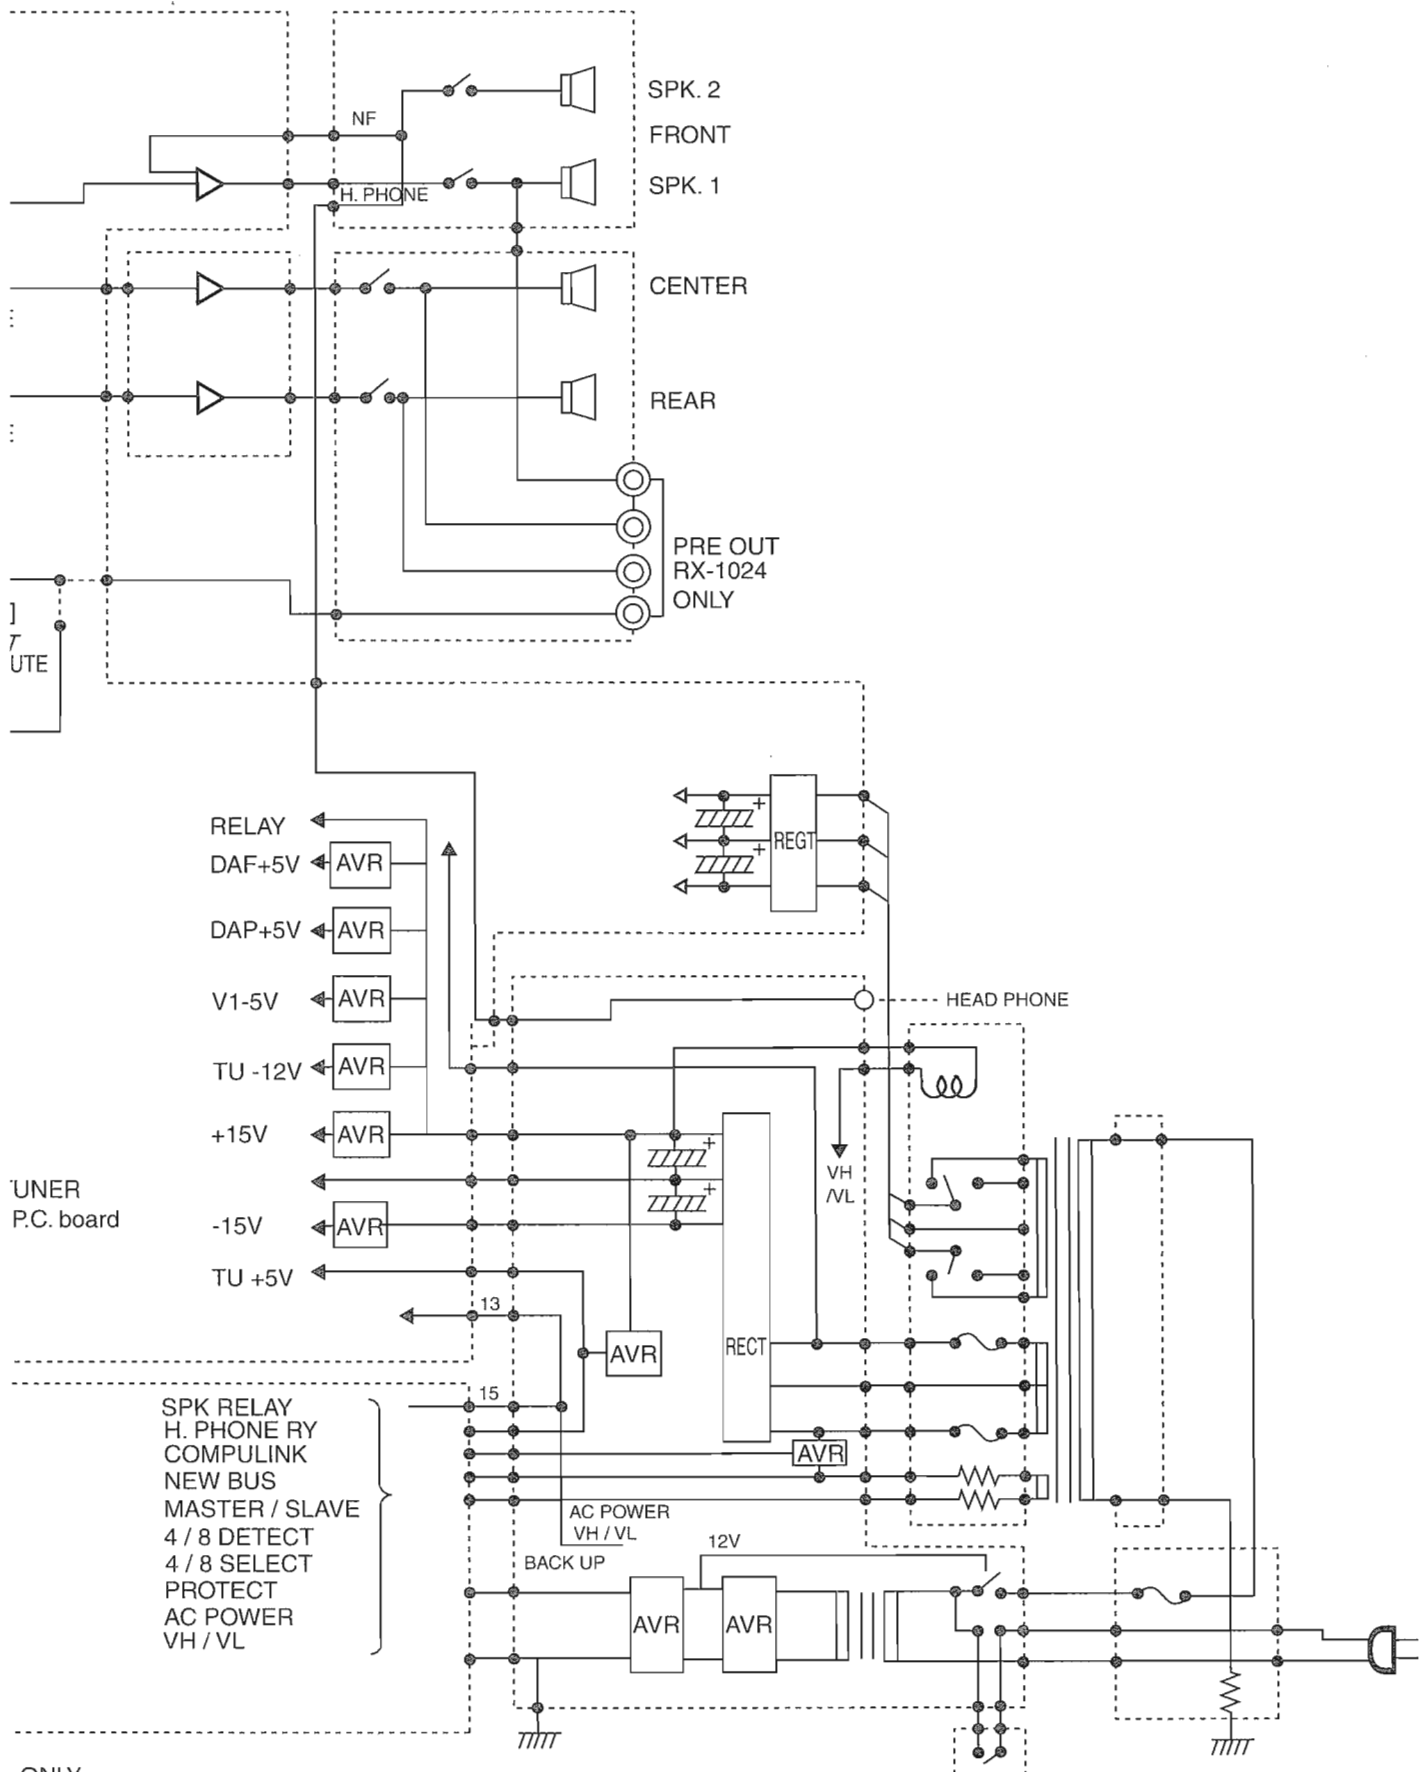 SPK. 2
NF
FRONT
SPK. 1
H. PHONE
CENTER
REAR
PRE OUT
RX-1024
ONLY
]
UTE
+
REGT
+
RELAY
DAF+5V
AVR
DAP+5V
AVR
V1-5V
AVR
HEAD PHONE
TU -12V
AVR
+15V
AVR
+
VH
/VL
UNER
P.C. board
+
-15V
AVR
TU +5V
13
AVR
RECT
15
SPK RELAY
H. PHONE RY
COMPULINK
AVR
NEW BUS
MASTER / SLAVE
AC POWER
VH / VL
4 / 8 DETECT
12V
4 / 8 SELECT
BACK UP
PROTECT
AC POWER
AVR
AVR
VH / VL
ONLY